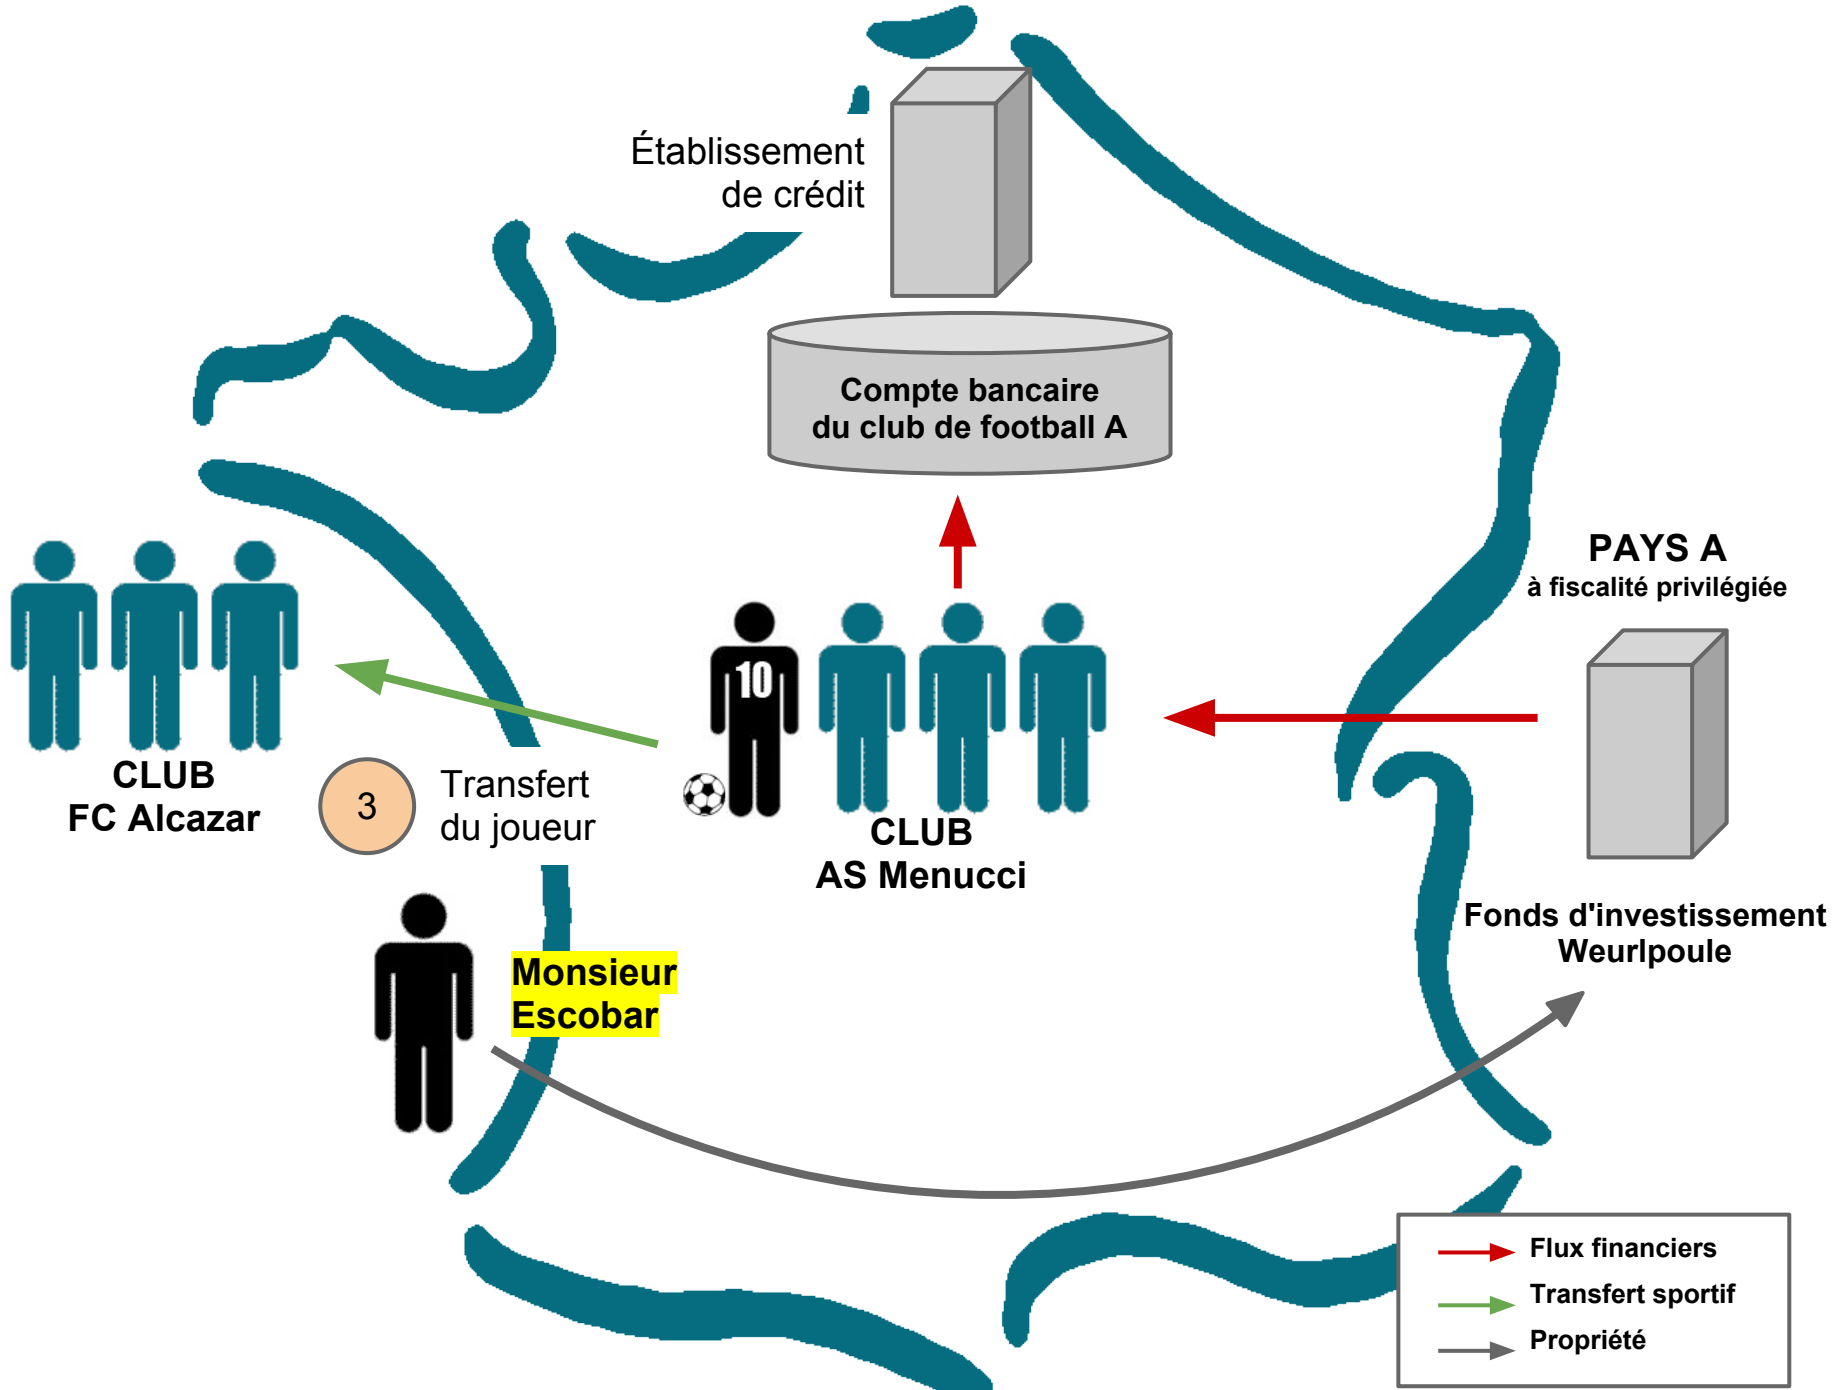 Établissement
de crédit
Compte bancaire
du club de football A
PAYS A
à fiscalité privilégiée
10
CLUB
FC Alcazar
3
Transfert
du joueur
CLUB
AS Menucci
Monsieur
Escobar
Fonds d'investissement
Weurlpoule
Flux financiers
Transfert sportif
Propriété